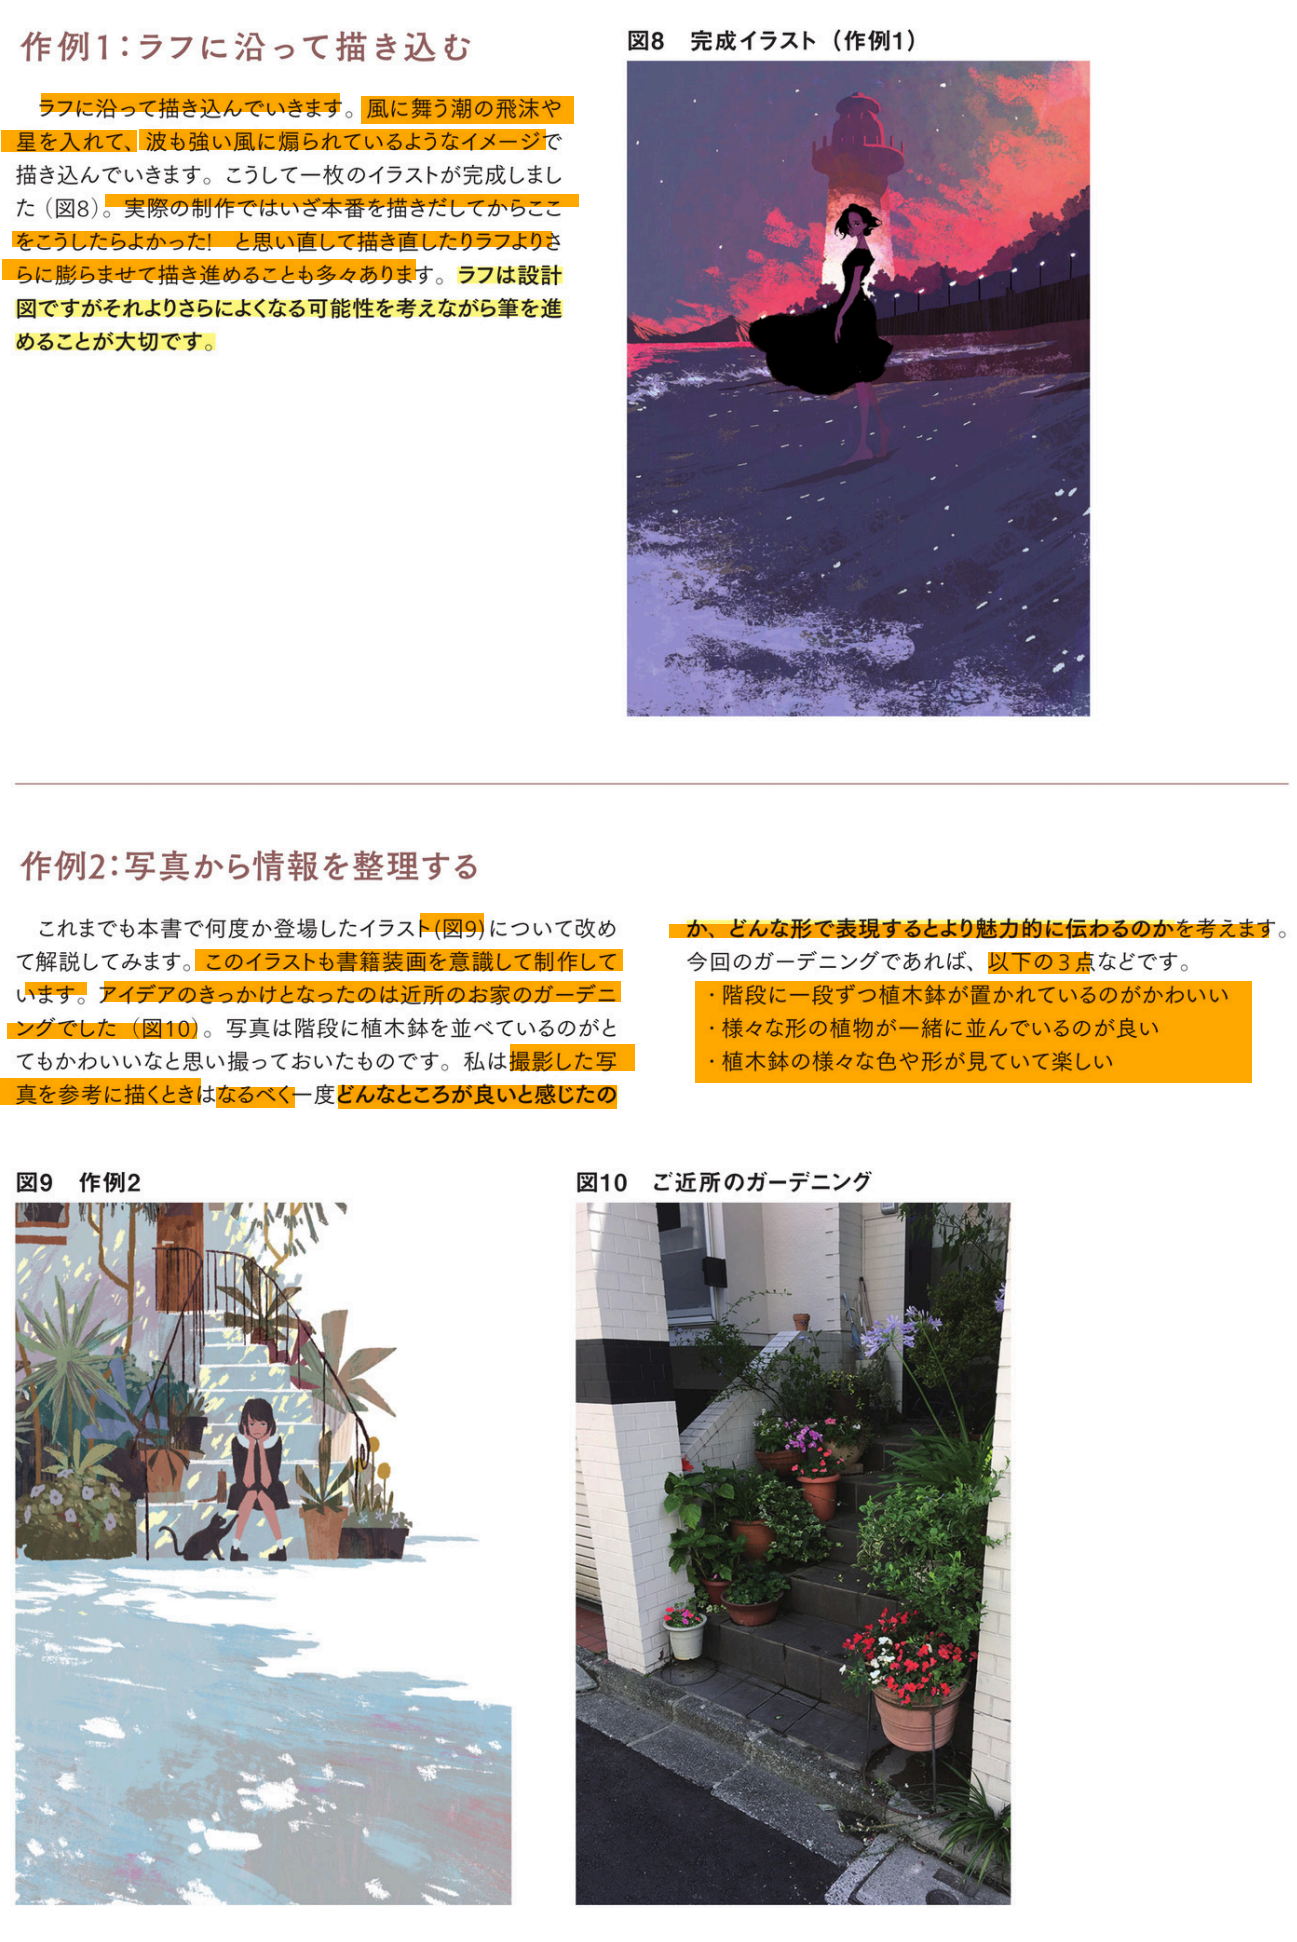 作例1：ラフに沿って描き込む
図8　完成イラスト（作例1）
ラフに沿って描き込んでいきます。風に舞う潮の飛沫や
星を入れて、波も強い風に煽られているようなイメージで
描き込んでいきます。こうして一枚のイラストが完成しまし
た（図8）。実際の制作ではいざ本番を描きだしてからここ
をこうしたらよかった！　と思い直して描き直したりラフよりさ
らに膨らませて描き進めることも多々あります。ラフは設計
図ですがそれよりさらによくなる可能性を考えながら筆を進
めることが大切です。
作例2：写真から情報を整理する
これまでも本書で何度か登場したイラスト（図9）について改め
て解説してみます。このイラストも書籍装画を意識して制作して
います。アイデアのきっかけとなったのは近所のお家のガーデニ
ングでした（図10）。写真は階段に植木鉢を並べているのがと
てもかわいいなと思い撮っておいたものです。私は撮影した写
真を参考に描くときはなるべく一度どんなところが良いと感じたの
か、どんな形で表現するとより魅力的に伝わるのかを考えます。
今回のガーデニングであれば、以下の3点などです。
・階段に一段ずつ植木鉢が置かれているのがかわいい
・様々な形の植物が一緒に並んでいるのが良い
・植木鉢の様々な色や形が見ていて楽しい
図9　作例2
図10　ご近所のガーデニング